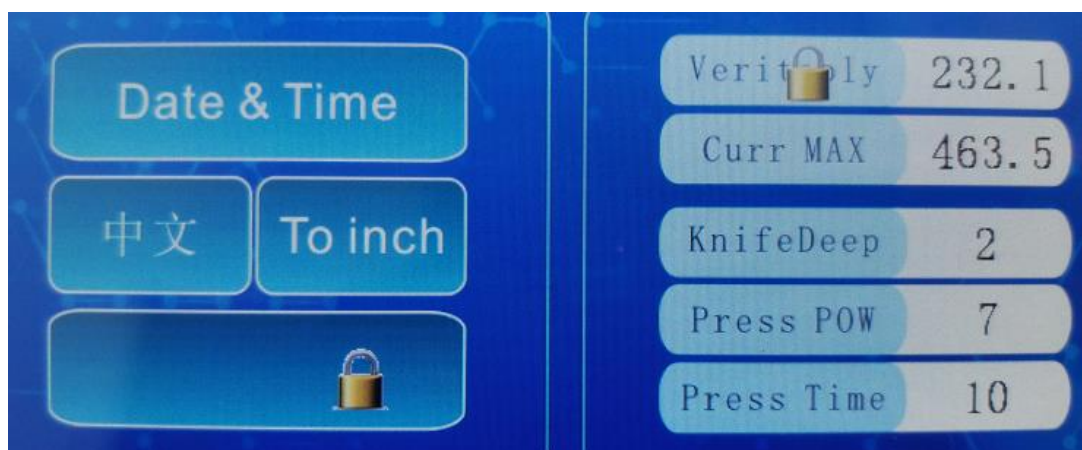 Date & Time
中文
To inch
232.1
Curr MAX
463.5
KnifeDeep
2
Press POW
7
Press Time
10